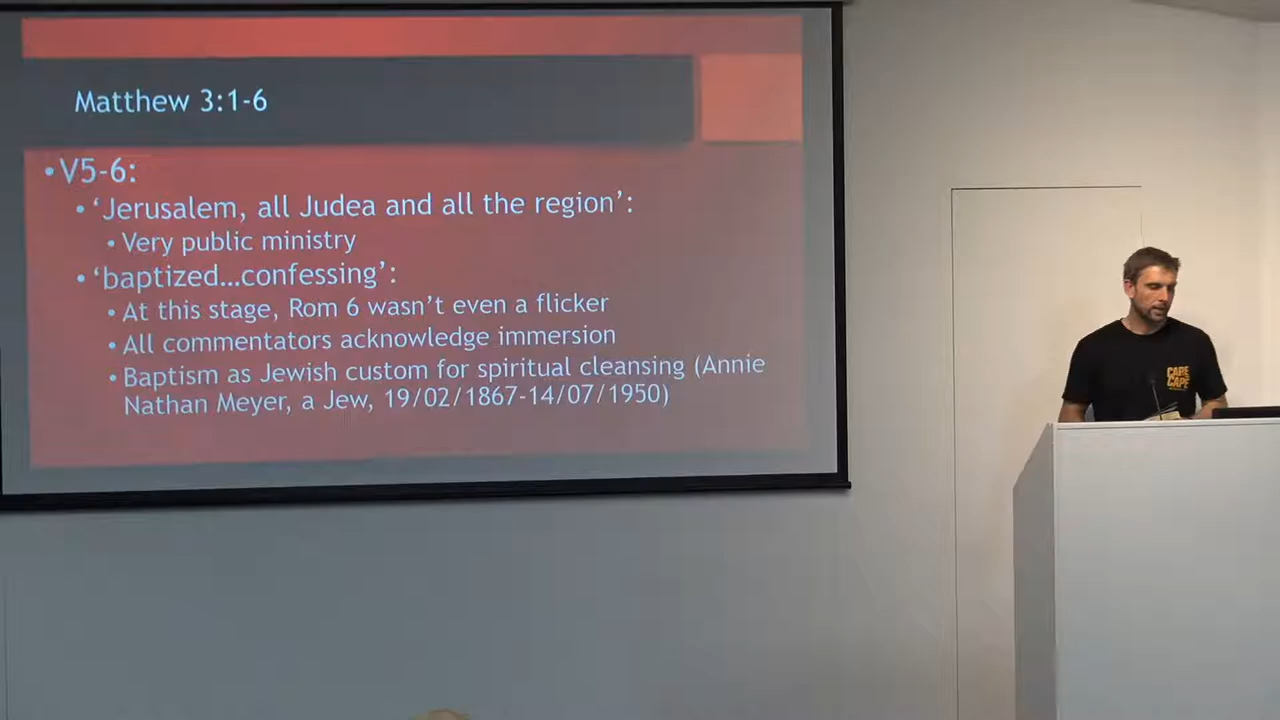 Matthew 3:1-6
•V5-6:
•‘Jerusalem, all Judea and all the region’:
•Very public ministry
•‘baptized…confessing’:
•At this stage, Rom 6 wasn’t even a flicker
•All commentators acknowledge immersion
•Baptism as Jewish custom for spiritual cleansing (Annie
Nathan Meyer, a Jew, 19/02/1867-14/07/1950)
CARE
CAPE